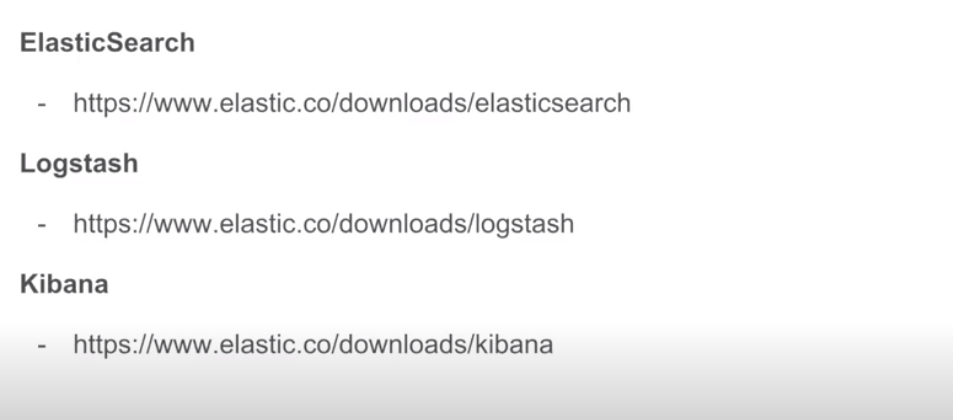 ElasticSearch
- https://www.elastic.co/downloads/elasticsearch
Logstash
- https://www.elastic.co/downloads/logstash
Kibana
- https://www.elastic.co/downloads/kibana